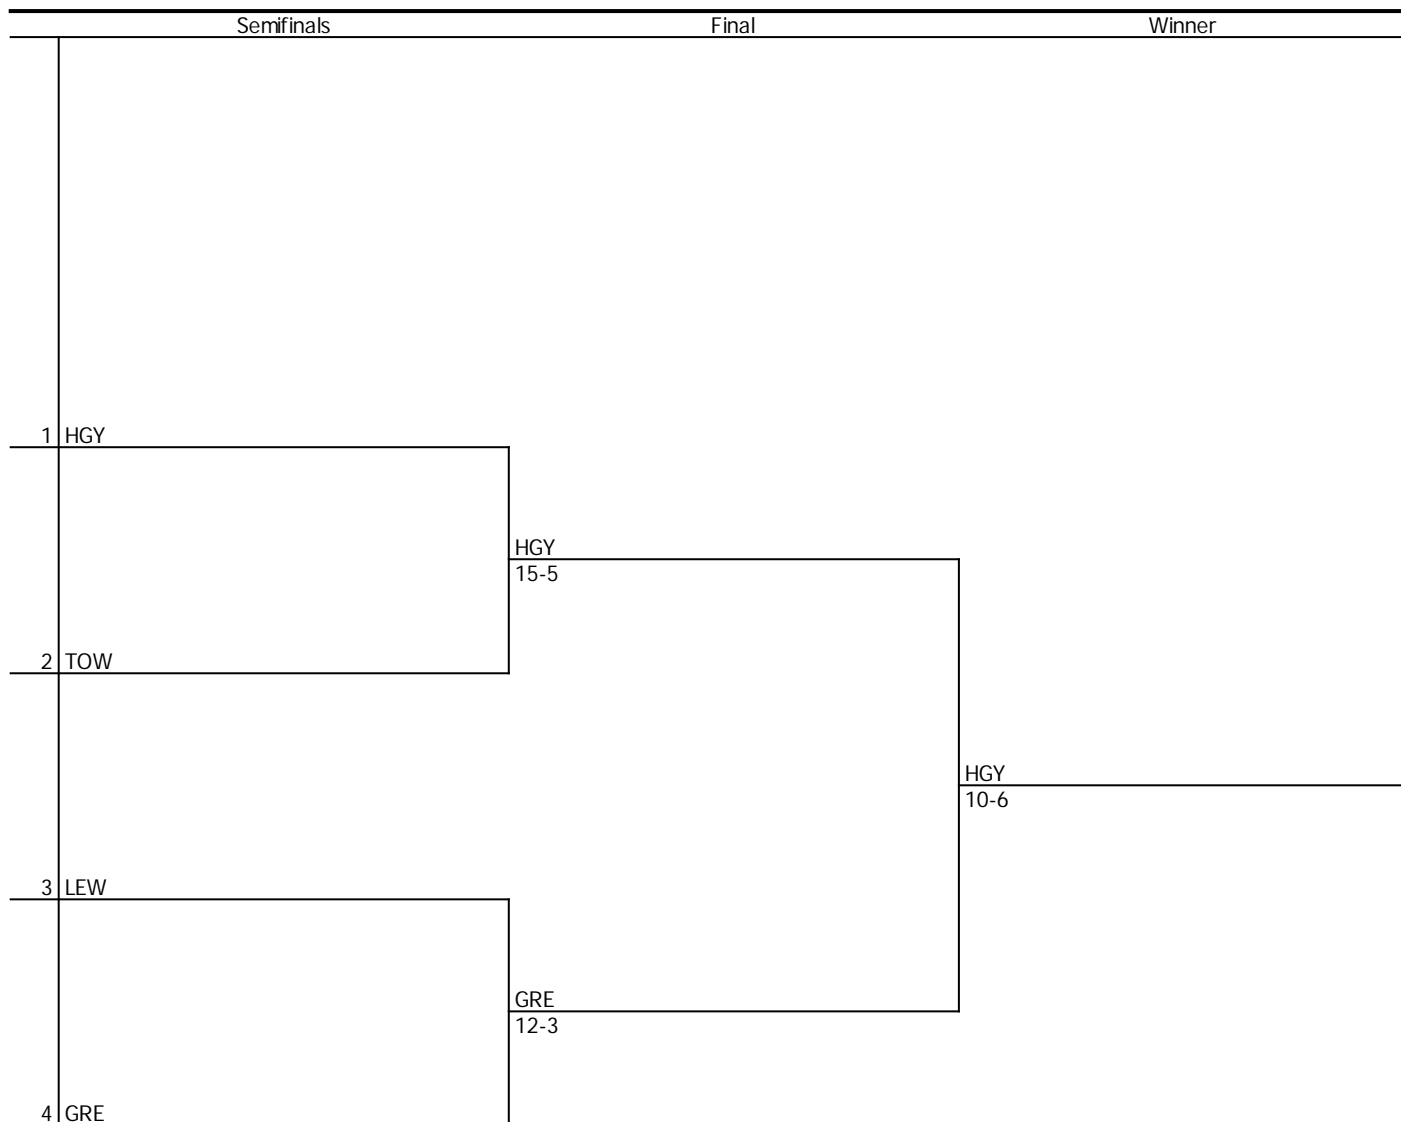 Semifinals Final Winner
1 HGY
HGY
15-5
2 TOW
HGY
10-6
3 LEW
GRE
12-3
4 GRE